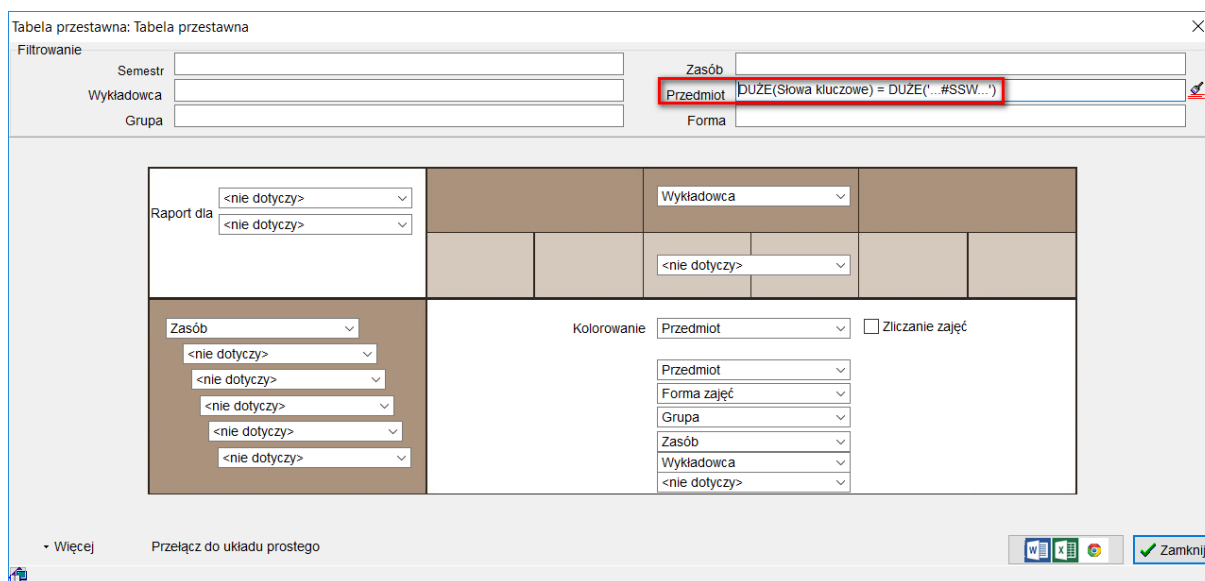 Tabela przestawna: Tabela przestawna
Filtrowanie
Semestr
Zasób
Wykładowca
Przedmiot DUŻE(Słowa kluczowe) = DUŻE('...#SSW...')
Grupa
Forma
Raport dla
<nie dotyczy>
<nie dotyczy>
Wykładowca
<nie dotyczy>
Zasób
<nie dotyczy>
<nie dotyczy>
<nie dotyczy>
<nie dotyczy>
<nie dotyczy>
Kolorowanie Przedmiot Zliczanie zajęć
Przedmiot
Forma zajęć
Grupa
Zasób
Wykładowca
<nie dotyczy>
Więcej
Przełącz do układu prostego
Zamknij